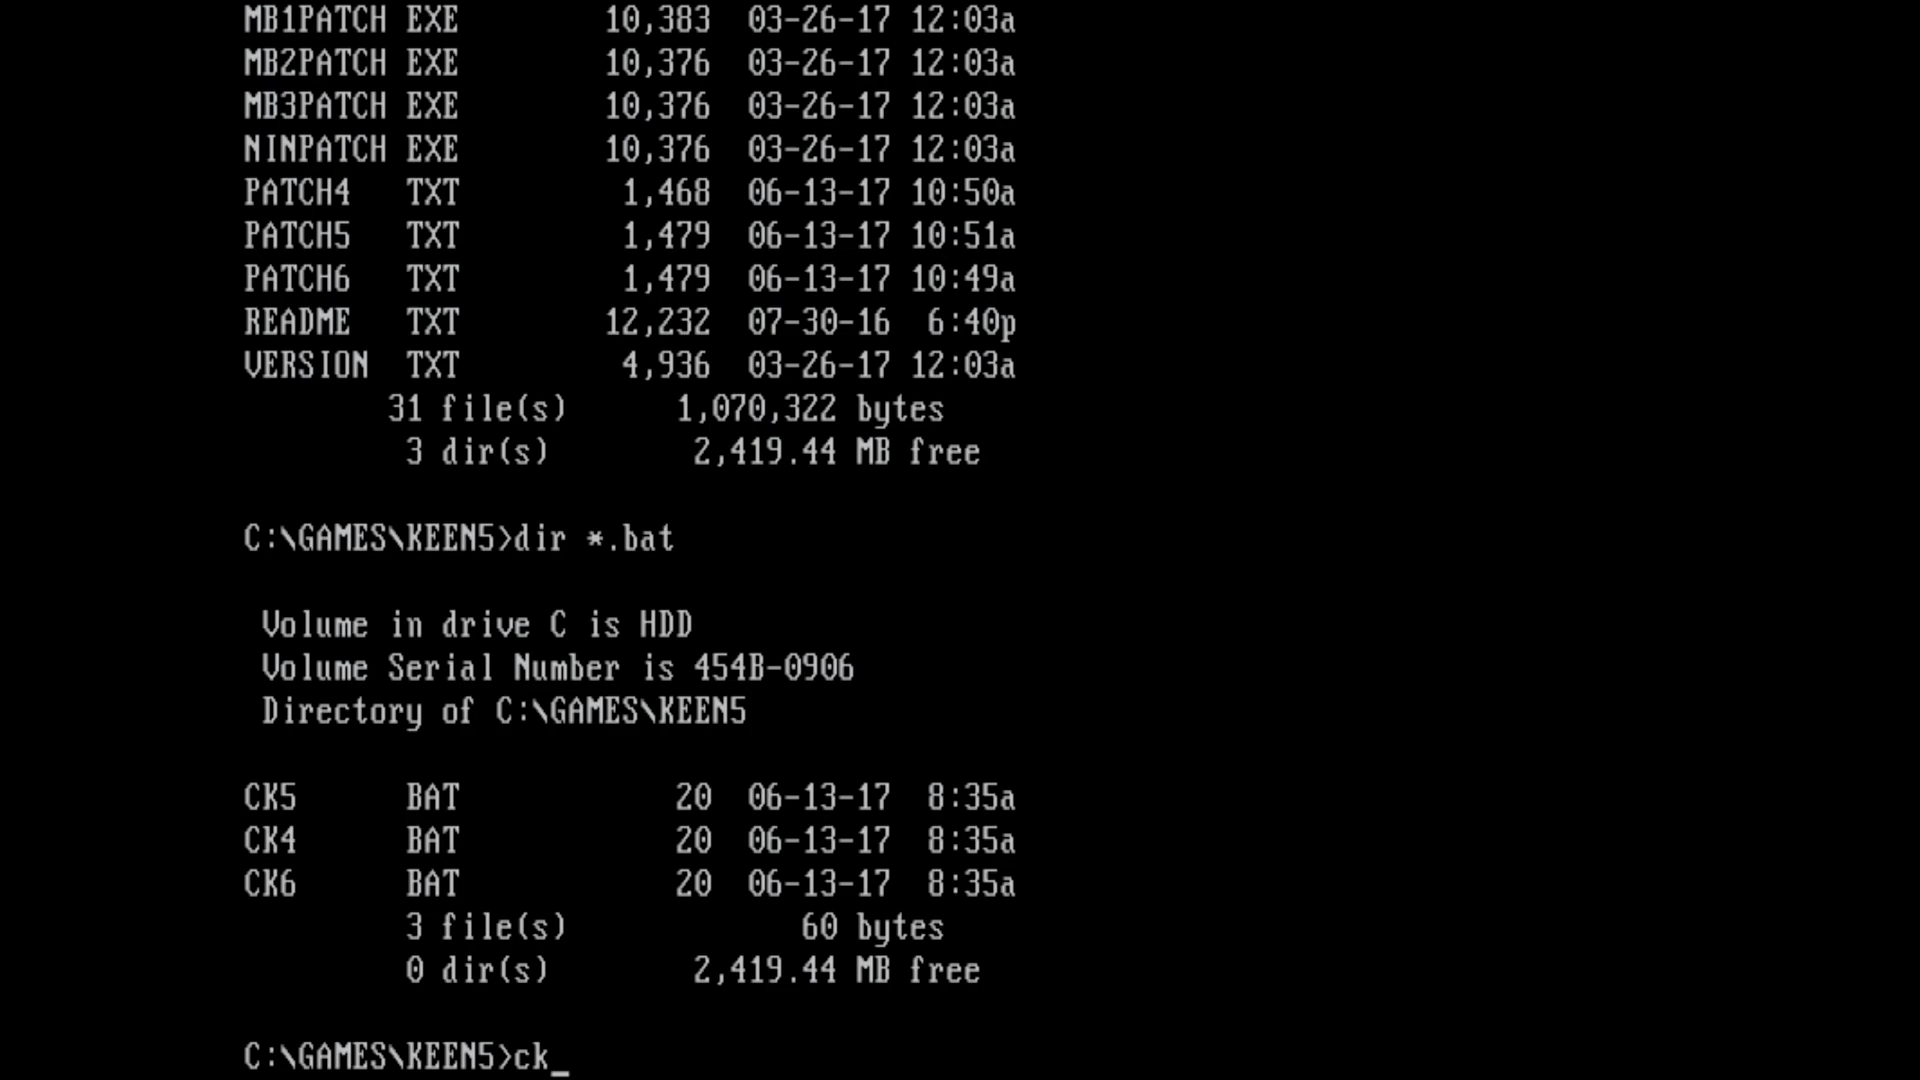 MB1PATCH EXE 10,383 03-26-17 12:03a
MB2PATCH EXE 10,376 03-26-17 12:03a
MB3PATCH EXE 10,376 03-26-17 12:03a
NINPATCH EXE 10,376 03-26-17 12:03a
PATCH4 TXT 1,468 06-13-17 10:50a
PATCH5 TXT 1,479 06-13-17 10:51a
PATCH6 TXT 1,479 06-13-17 10:49a
README TXT 12,232 07-30-16 6:40p
VERSION TXT 4,936 03-26-17 12:03a
31 file(s) 1,070,322 bytes
3 dir(s) 2,419.44 MB free
C:\GAMES\KEEN5>dir *.bat
Volume in drive C is HDD
Volume Serial Number is 454B-0906
Directory of C:\GAMES\KEEN5
CK5 BAT 20 06-13-17 8:35a
CK4 BAT 20 06-13-17 8:35a
CK6 BAT 20 06-13-17 8:35a
3 file(s) 60 bytes
0 dir(s) 2,419.44 MB free
C:\GAMES\KEEN5>ck_